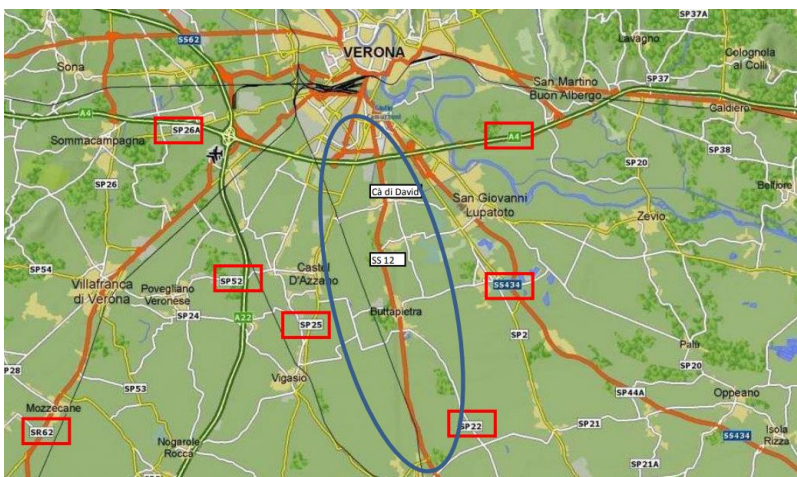 SP37A
SS62
Lavagno
VERONA
Colognola
ai Colli
Sona
San Martino
Buon Albergo
SP37
A4
Caldiero
SP26A
A4
Sommacampagna
SP38
SP20
SP26
Cà di David
San Giovanni
Lupatoto
Belfiore
Zevio
SS 12
SP54
Castel
D'Azzano
SP52
Villafranca
di Verona
Povegliano
Veronese
SS434
SP24
A22
SP25
Buttapietra
SP2
Palù
SP20
SP28
SP53
Vigasio
SP44A
Oppeano
Mozzecane
SR62
SP22
SP21
Isola
Rizza
Nogarole
Rocca
SS434
SP21A